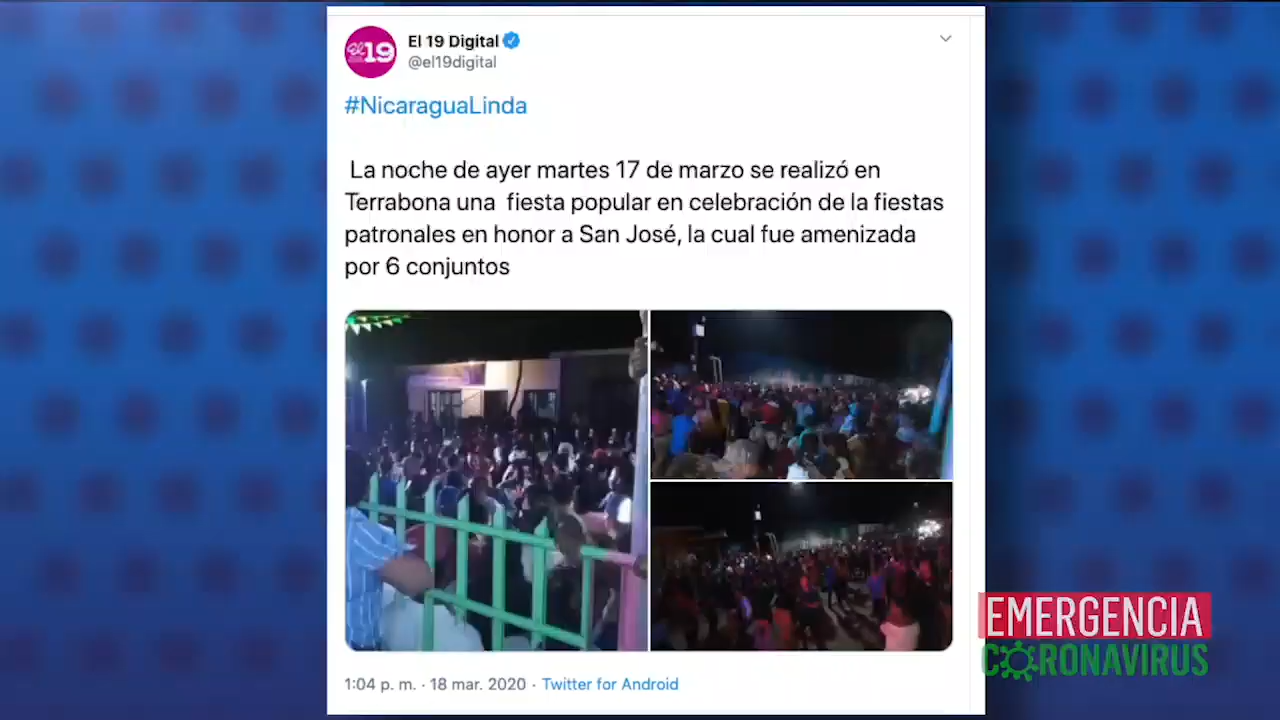 El 19
El 19 Digital
@el19digital
#NicaraguaLinda
La noche de ayer martes 17 de marzo se realizó en
Terrabona una fiesta popular en celebración de la fiestas
patronales en honor a San José, la cual fue amenizada
por 6 conjuntos
1:04 p. m. · 18 mar. 2020 · Twitter for Android
EMERGENCIA
CORONAVIRUS